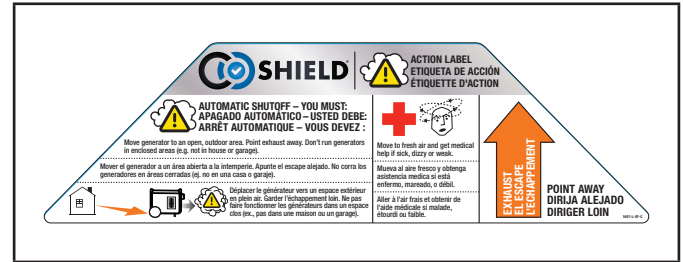 CO SHIELD
ACTION LABEL
ETIQUETA DE ACCIÓN
ÉTIQUETTE D'ACTION
AUTOMATIC SHUTOFF – YOU MUST:
APAGADO AUTOMÁTICO – USTED DEBE:
ARRÊT AUTOMATIQUE – VOUS DEVEZ :
Move generator to an open, outdoor area. Point exhaust away. Don't run generators
in enclosed areas (e.g. not in house or garage).
Mover el generador a un área abierta a la intemperie. Apunte el escape alejado. No corra los
generadores en áreas cerradas (ej. no en una casa o garaje).
Déplacer le générateur vers un espace extérieur
en plein air. Garder l'échappement loin. Ne pas
faire fonctionner les générateurs dans un espace
clos (ex., pas dans une maison ou un garage).
Move to fresh air and get medical
help if sick, dizzy or weak.
Mueva al aire fresco y obtenga
asistencia medica si está
enfermo, mareado, o débil.
Aller à l'air frais et obtenir de
l'aide médicale si malade,
étourdi ou faible.
EXHAUST
EL ESCAPE
L'ÉCHAPPEMENT
POINT AWAY
DIRIJA ALEJADO
DIRIGER LOIN